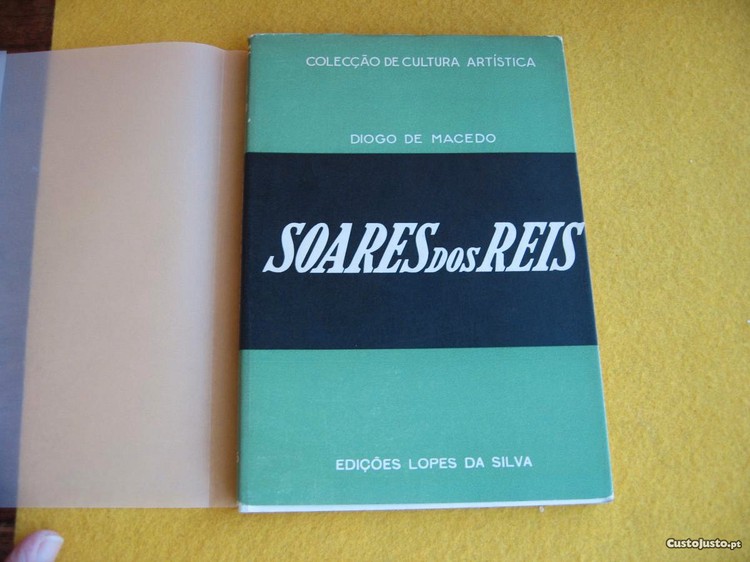 COLECÇÃO DE CULTURA ARTÍSTICA
DIOGO DE MACEDO
SOARES DOS REIS
EDIÇÕES LOPES DA SILVA
CustoJusto.pt